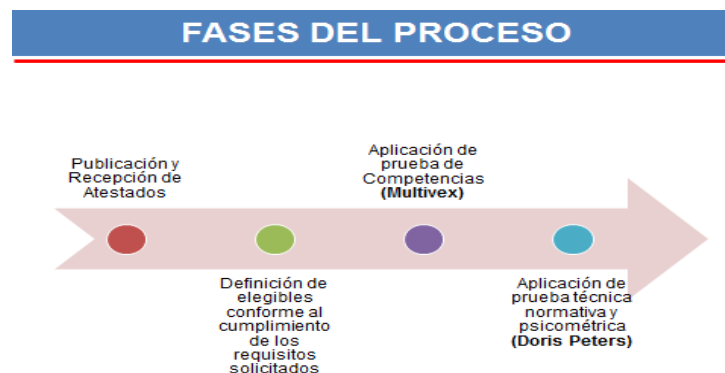 FASES DEL PROCESO
Publicación y
Recepción de
Atestados
Definición de
elegibles
conforme al
cumplimiento
de los
requisitos
solicitados
Aplicación de
prueba de
Competencias
(Multivex)
Aplicación de
prueba técnica
normativa y
psicométrica
(Doris Peters)